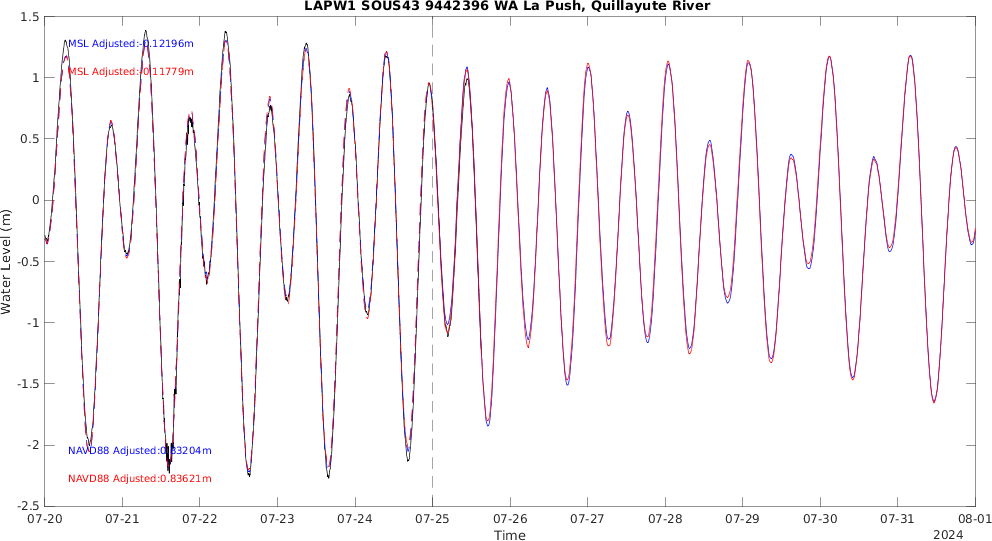 LAPW1 SOUS43 9442396 WA La Push, Quillayute River
1.5
MSL Adjusted:-0.12196m
MSL Adjusted:-0.11779m
1
0.5
0
-0.5
-1
-1.5
-2
-2.5
Water Level (m)
NAVD88 Adjusted:0.83204m
NAVD88 Adjusted:0.83621m
07-20 07-21 07-22 07-23 07-24 07-25 07-26 07-27 07-28 07-29 07-30 07-31 08-01
Time
2024